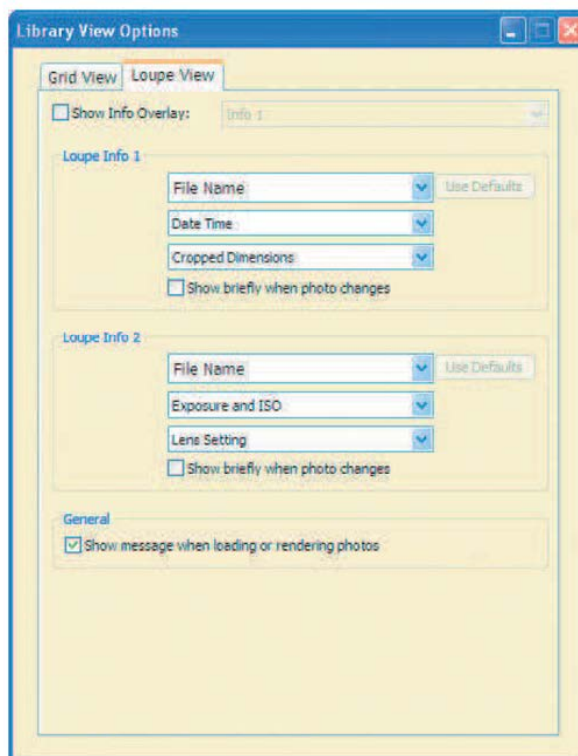 Library View Options
Grid View Loupe View
Show Info Overlay: Info 1
Loupe Info 1
File Name Use Defaults
Date Time
Cropped Dimensions
Show briefly when photo changes
Loupe Info 2
File Name Use Defaults
Exposure and ISO
Lens Setting
Show briefly when photo changes
General
Show message when loading or rendering photos